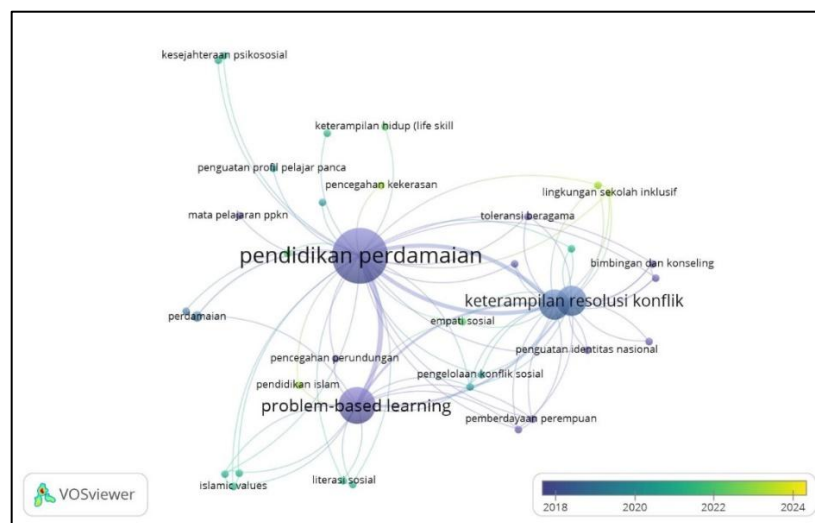 kesejahteraan psikososial
keterampilan hidup (life skill
penguatan profil pelajar panca
pencegahan kekerasan
lingkungan sekolah inklusif
mata pelajaran ppkn
toleransi beragama
pendidikan perdamaian
bimbingan dan konseling
keterampilan resolusi konflik
perdamaian
empati sosial
pencegahan perundungan
penguatan identitas nasional
pendidikan islam
pengelolaan konflik sosial
problem-based learning
pemberdayaan perempuan
islamic values
literasi sosial
VOSviewer
2018 2020 2022 2024